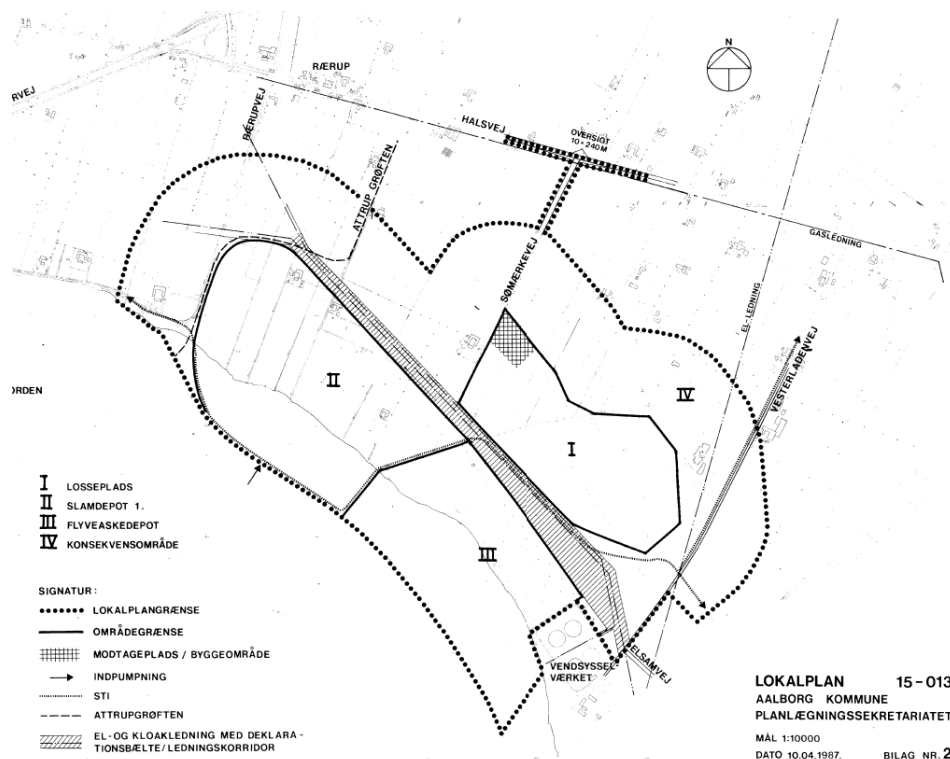 N
RÆRUP
RVEJ
RÆRUPVEJ
HALSVEJ
OVERSIGT
10 × 240 M
ATTRUP GRØFTEN
GASLEDNING
SØMÆRKEVEJ
EL-LEDNING
VESTERLADENVEJ
ORDEN
II
IV
I
III
I LOSSEPLADS
II SLAMDEPOT 1.
III FLYVEASKEDEPOT
IV KONSEKVENSOMRÅDE
SIGNATUR:
LOKALPLANGRÆNSE
OMRÅDEGRÆNSE
MODTAGEPLADS / BYGGEOMRÅDE
INDPUMPNING
STI
ATTRUPGRØFTEN
EL-OG KLOAKLEDNING MED DEKLARA-
TIONSBÆLTE/LEDNINGSKORRIDOR
VENDSYSSEL-
VÆRKET
ELSAMVEJ
LOKALPLAN 15-013
AALBORG KOMMUNE
PLANLÆGNINGSSEKRETARIATET
MÅL 1:10000
DATO 10.04.1987. BILAG NR. 2